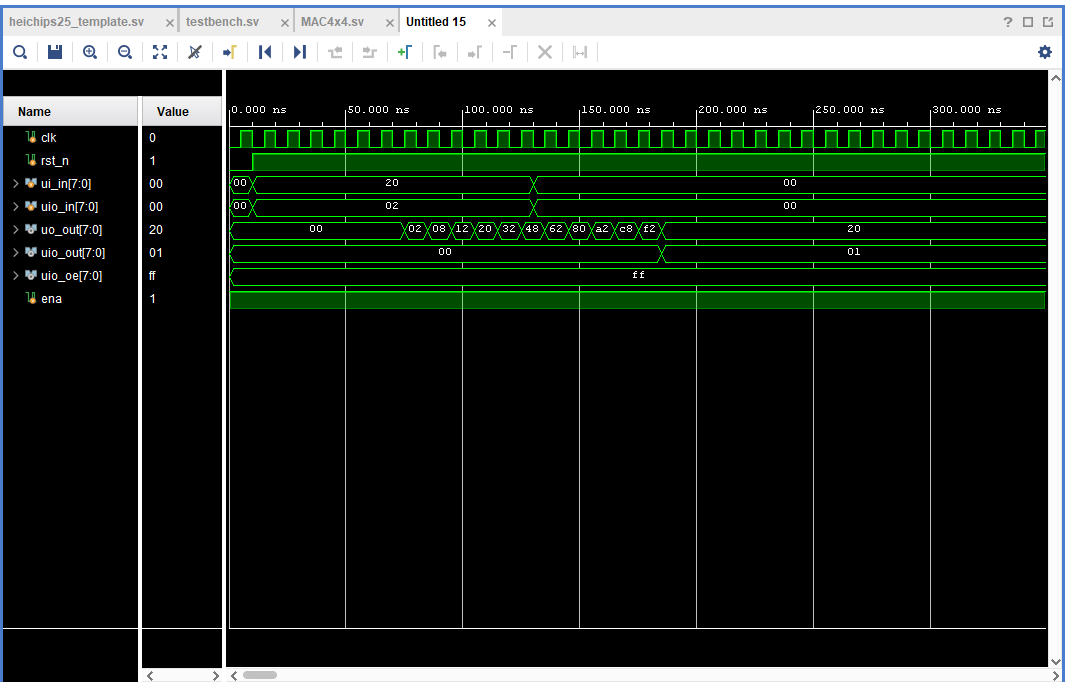 heichips25_template.sv × testbench.sv × MAC4x4.sv × Untitled 15 ×
? 
Name Value 0.000 ns 50.000 ns 100.000 ns 150.000 ns 200.000 ns 250.000 ns 300.000 ns
clk 0
rst_n 1
ui_in[7:0] 00 00 20 00
uio_in[7:0] 00 00 02 00
uo_out[7:0] 20 00 02 08 12 20 32 48 62 80 a2 c8 f2 20
uio_out[7:0] 01 00 01
uio_oe[7:0] ff ff
ena 1